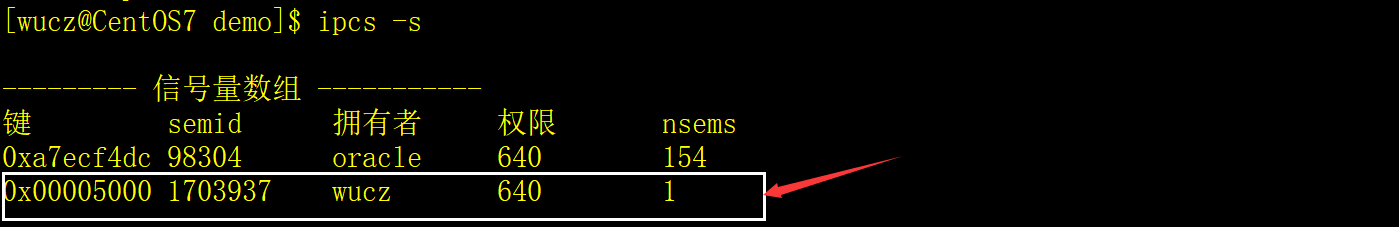 [wucz@CentOS7 demo]$ ipcs -s
--------- 信号量数组 -----------
键 semid 拥有者 权限 nsems
0xa7ecf4dc 98304 oracle 640 154
0x00005000 1703937 wucz 640 1